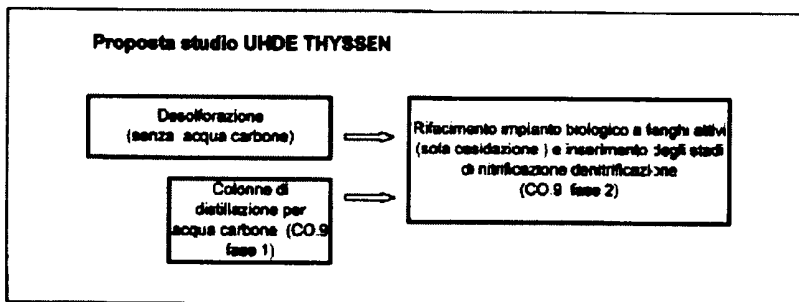 Proposta studio UHDE THYSSEN
Desolforazione
(senza acqua carbone)
Rifacimento impianto biologico a fanghi attivi
(sola ossidazione ) e inserimento degli stadi
di nitrificazione denitrificazione
(CO.9 fase 2)
Colonne di
distillazione per
acqua carbone (CO.9
fase 1)